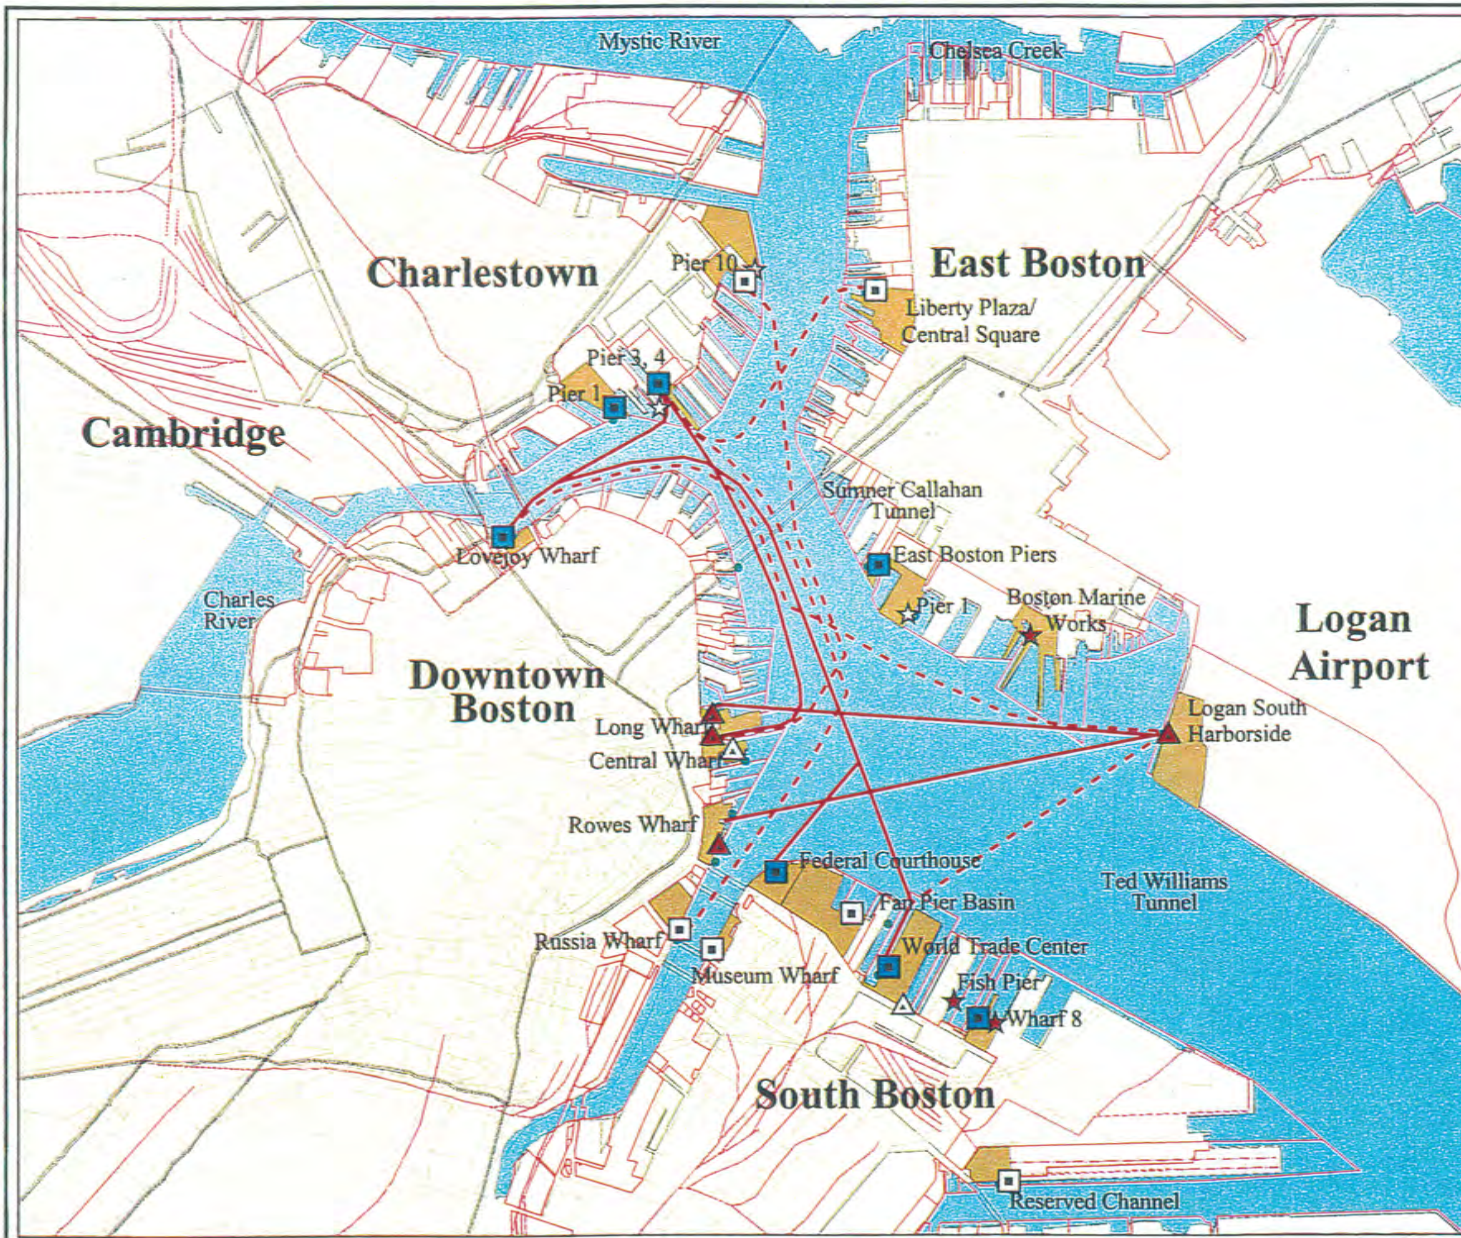 Mystic River
Chelsea Creek
Charlestown
Pier 10
East Boston
Liberty Plaza/
Central Square
Pier 3, 4
Pier 1
Cambridge
Sumner Callahan
Tunnel
Lovejoy Wharf
East Boston Piers
Charles
River
Pier 1
Boston Marine
Works
Logan
Airport
Downtown
Boston
Long Wharf
Central Wharf
Logan South
Harborside
Rowes Wharf
Federal Courthouse
Ted Williams
Tunnel
Fan Pier Basin
Russia Wharf
World Trade Center
Museum Wharf
Fish Pier
Wharf 8
South Boston
Reserved Channel